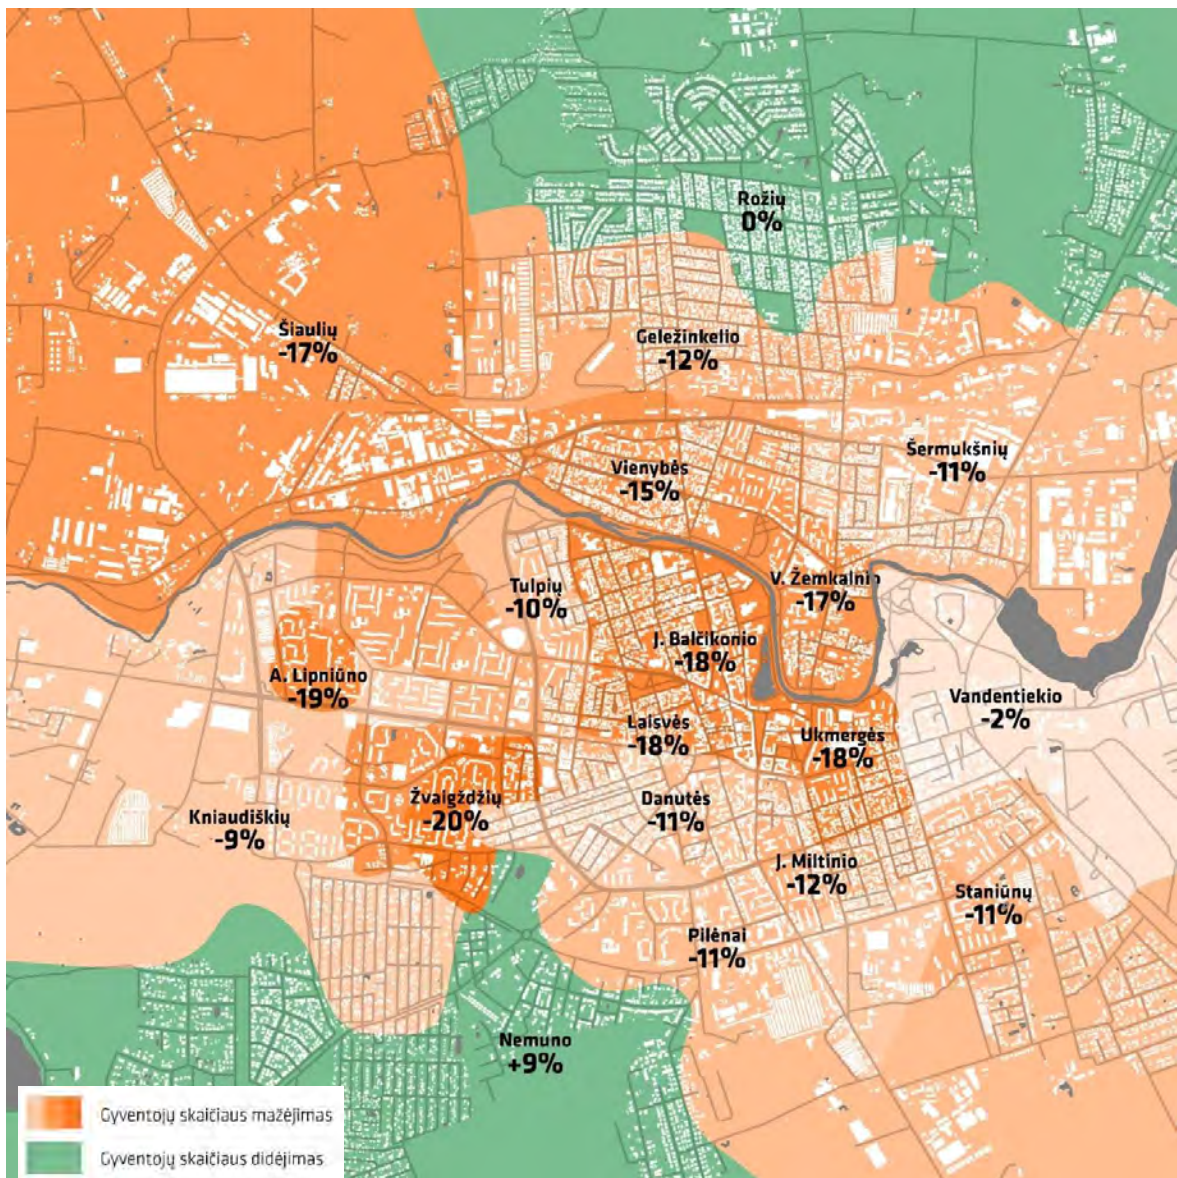 Rožių
0%
Šiaulių
-17%
Geležinkelio
-12%
Šermukšnių
-11%
Vienybės
-15%
Tulpių
-10%
V. Žemkalnio
-17%
J. Balčikonio
-18%
A. Lipniūno
-19%
Vandentiekio
-2%
Laisvės
-18%
Ukmergės
-18%
Žvaigždžių
-20%
Danutės
-11%
Kniaudiškių
-9%
J. Miltinio
-12%
Staniūnų
-11%
Pilėnai
-11%
Nemuno
+9%
Gyventojų skaičiaus mažėjimas
Gyventojų skaičiaus didėjimas